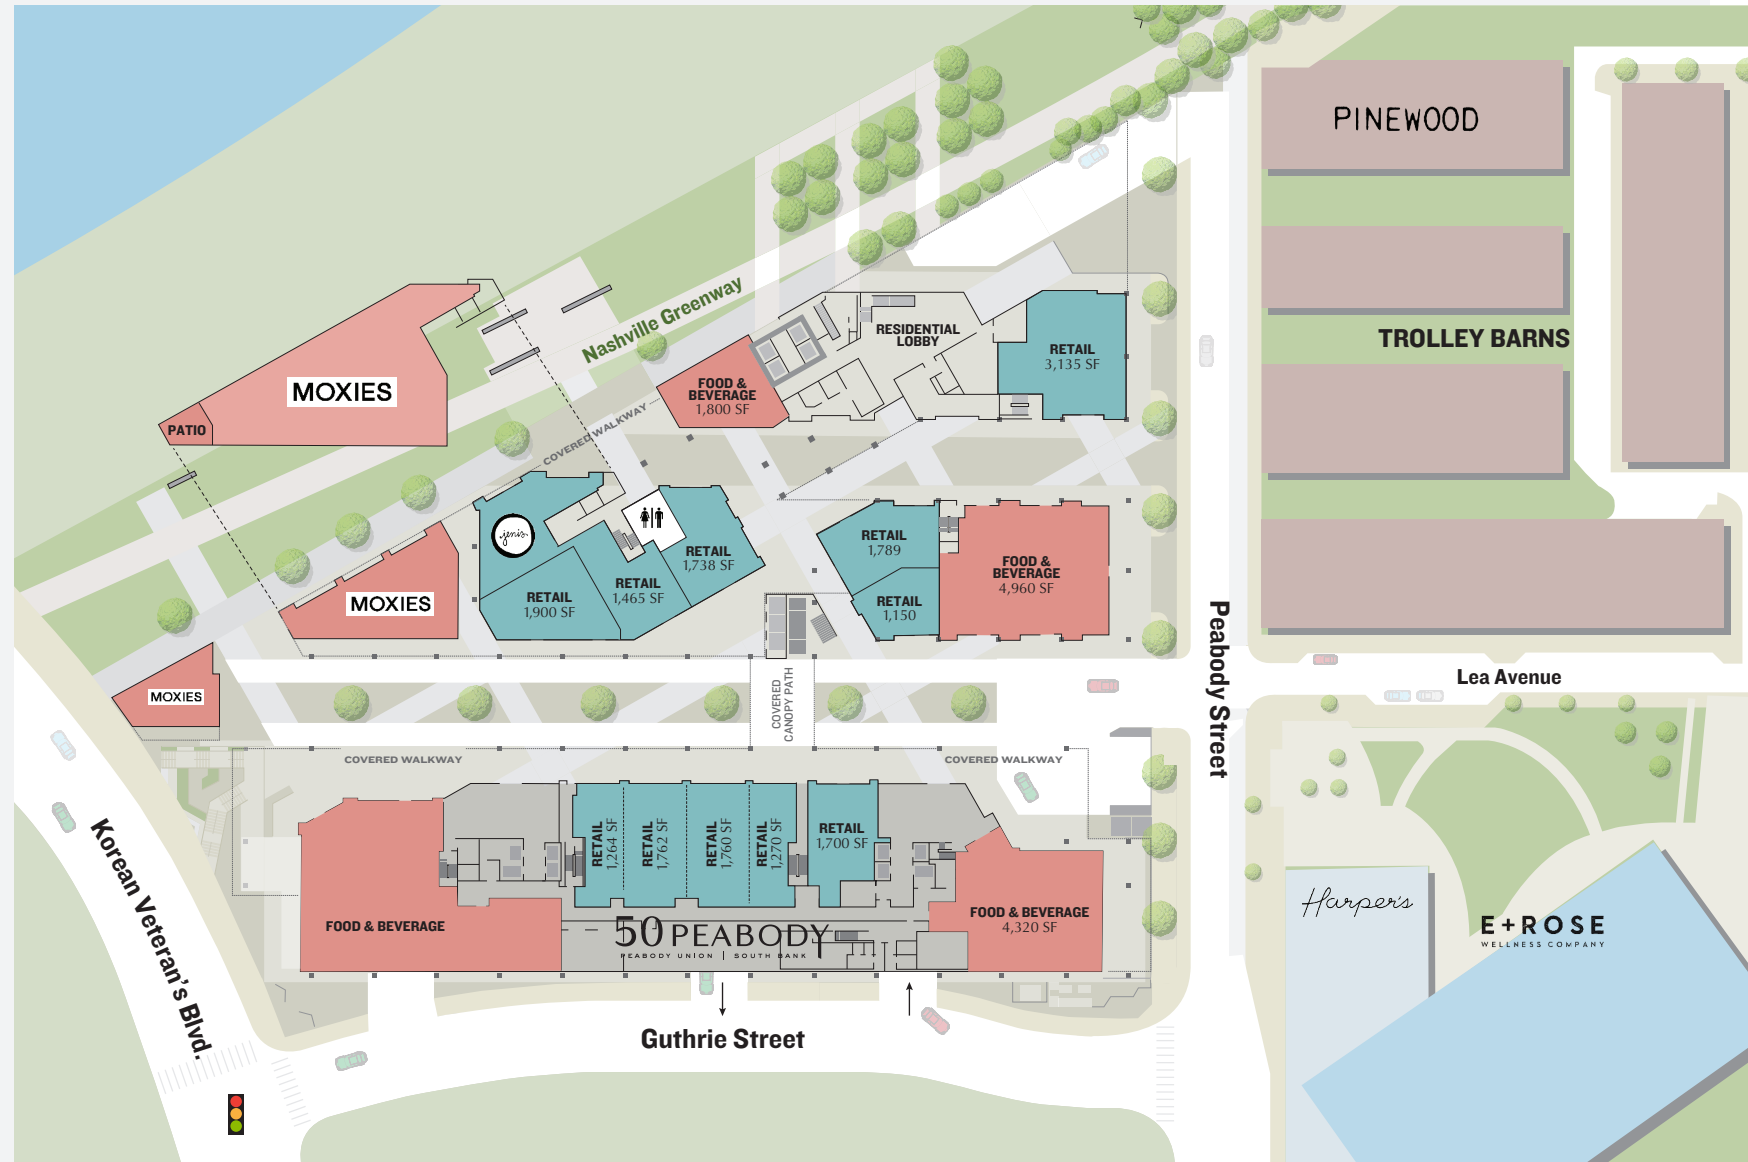 PINEWOOD
Nashville Greenway
TROLLEY BARNS
RESIDENTIAL
LOBBY
RETAIL
3,135 SF
FOOD &
BEVERAGE
1,800 SF
MOXIES
PATIO
COVERED WALKWAY
jenis
RETAIL
1,738 SF
RETAIL
1,465 SF
RETAIL
1,900 SF
MOXIES
RETAIL
1,789
RETAIL
1,150
FOOD &
BEVERAGE
4,960 SF
MOXIES
COVERED
CANOPY PATH
Peabody Street
Lea Avenue
COVERED WALKWAY
COVERED WALKWAY
RETAIL
1,264 SF
RETAIL
1,762 SF
RETAIL
1,760 SF
RETAIL
1,270 SF
RETAIL
1,700 SF
FOOD & BEVERAGE
FOOD & BEVERAGE
4,320 SF
50 PEABODY
PEABODY UNION | SOUTH BANK
Harper's
E+ROSE
WELLNESS COMPANY
Korean Veteran's Blvd.
Guthrie Street